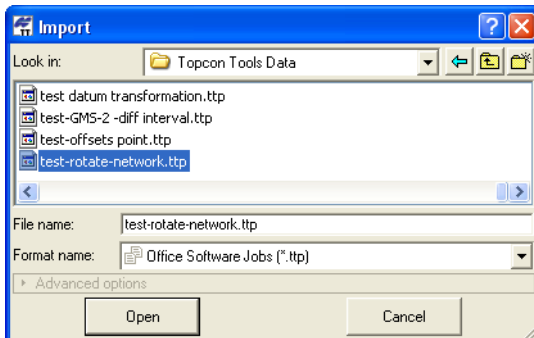 Import
Look in: Topcon Tools Data
test datum transformation.ttp
test-GMS-2 -diff interval.ttp
test-offsets point.ttp
test-rotate-network.ttp
File name: test-rotate-network.ttp
Format name: Office Software Jobs (*.ttp)
Advanced options
Open Cancel